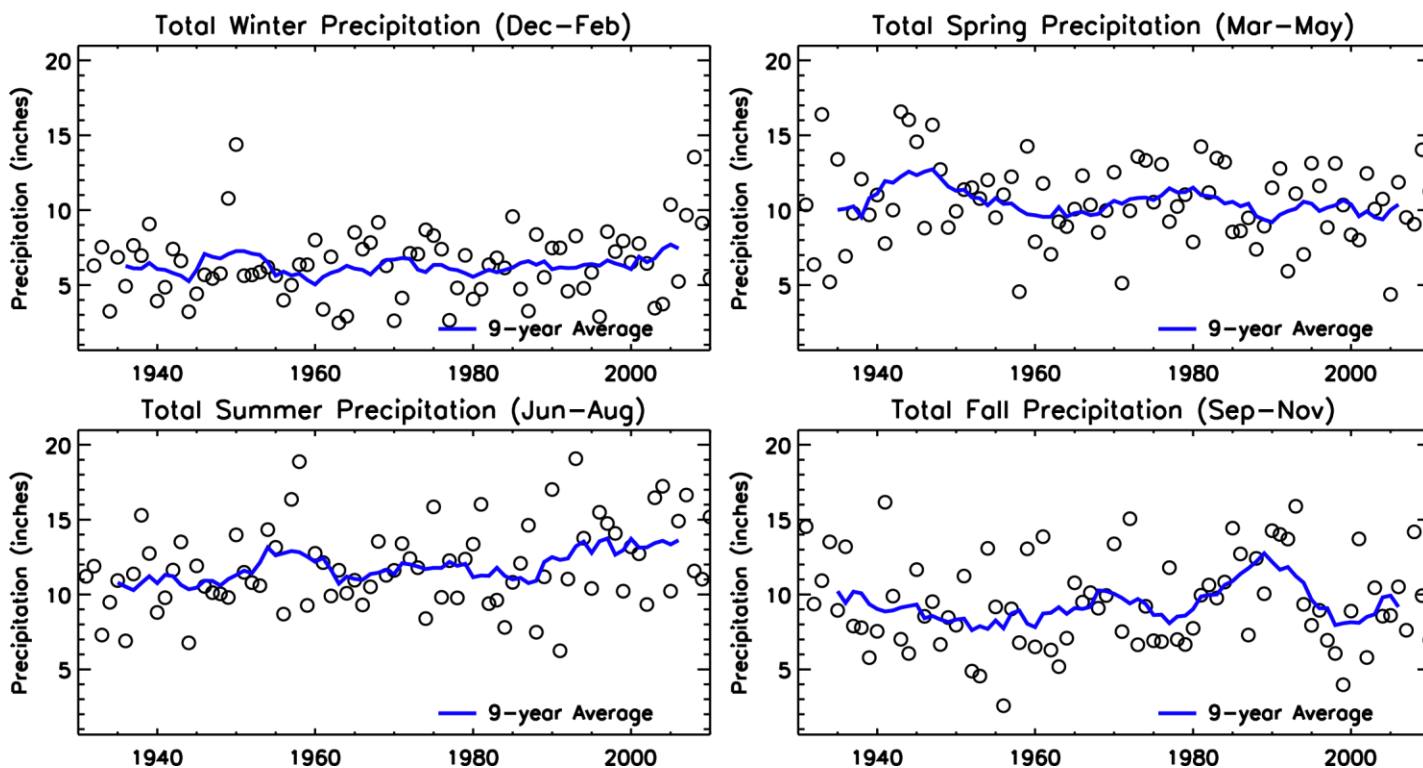 Total Winter Precipitation (Dec-Feb)
Precipitation (inches)
20
15
10
5
9-year Average
1940 1960 1980 2000
Total Spring Precipitation (Mar-May)
Precipitation (inches)
20
15
10
5
9-year Average
1940 1960 1980 2000
Total Summer Precipitation (Jun-Aug)
Precipitation (inches)
20
15
10
5
9-year Average
1940 1960 1980 2000
Total Fall Precipitation (Sep-Nov)
Precipitation (inches)
20
15
10
5
9-year Average
1940 1960 1980 2000